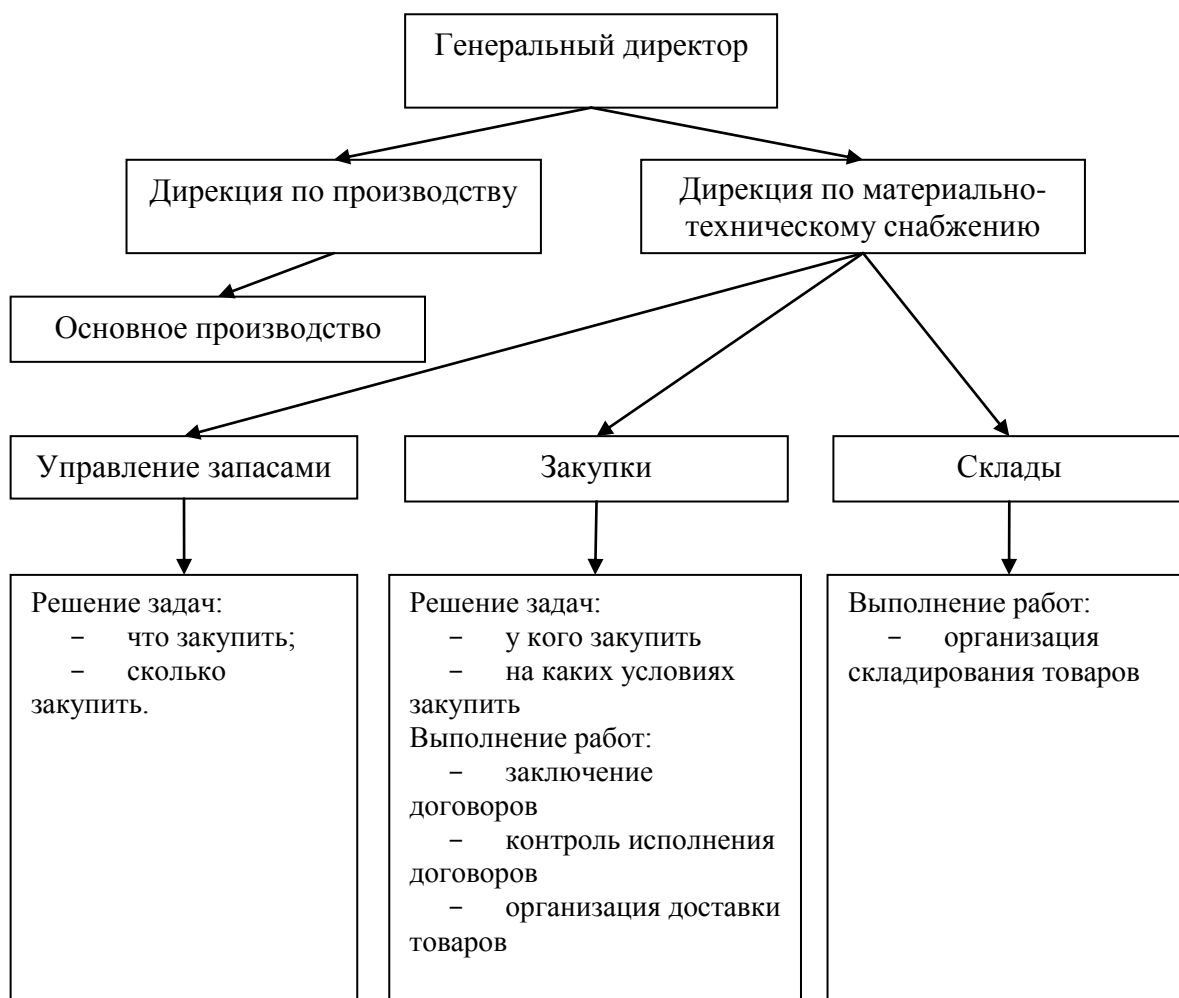 Генеральный директор
Дирекция по производству
Дирекция по материально-
техническому снабжению
Основное производство
Управление запасами
Закупки
Склады
Решение задач:
– что закупить;
– сколько
закупить.
Решение задач:
– у кого закупить
– на каких условиях
закупить
Выполнение работ:
– заключение
договоров
– контроль исполнения
договоров
– организация доставки
товаров
Выполнение работ:
– организация
складирования товаров